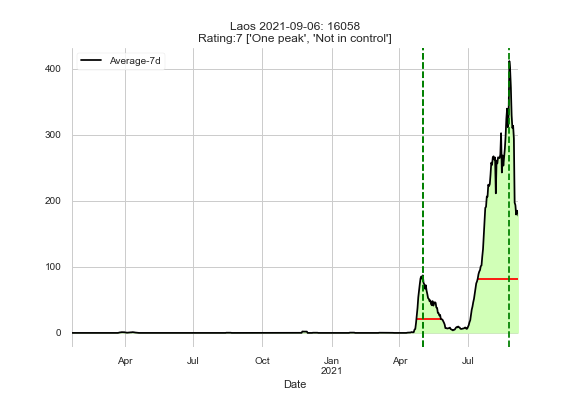 Laos 2021-09-06: 16058
Rating:7 ['One peak', 'Not in control']
Average-7d
400
300
200
100
0
Apr
Jul
Oct
Jan
2021
Apr
Jul
Date